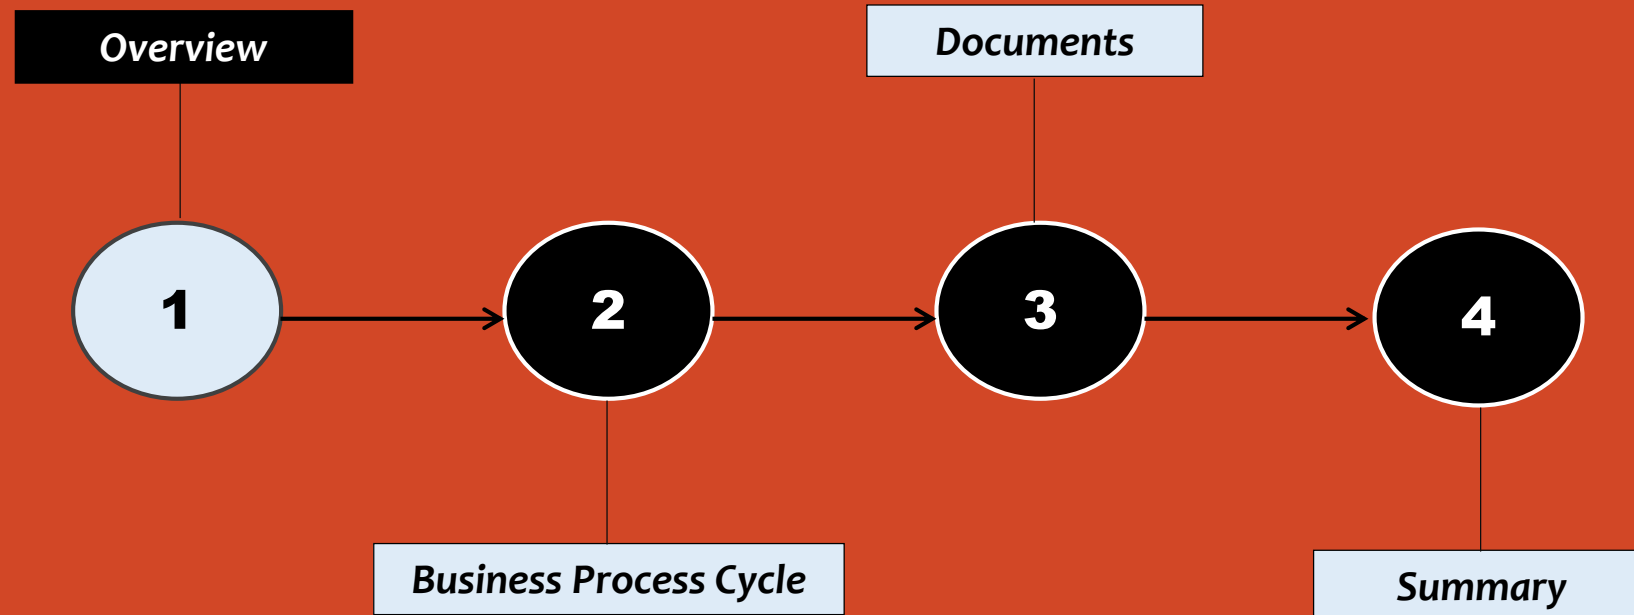 Overview
Documents
1
2
3
4
Business Process Cycle
Summary